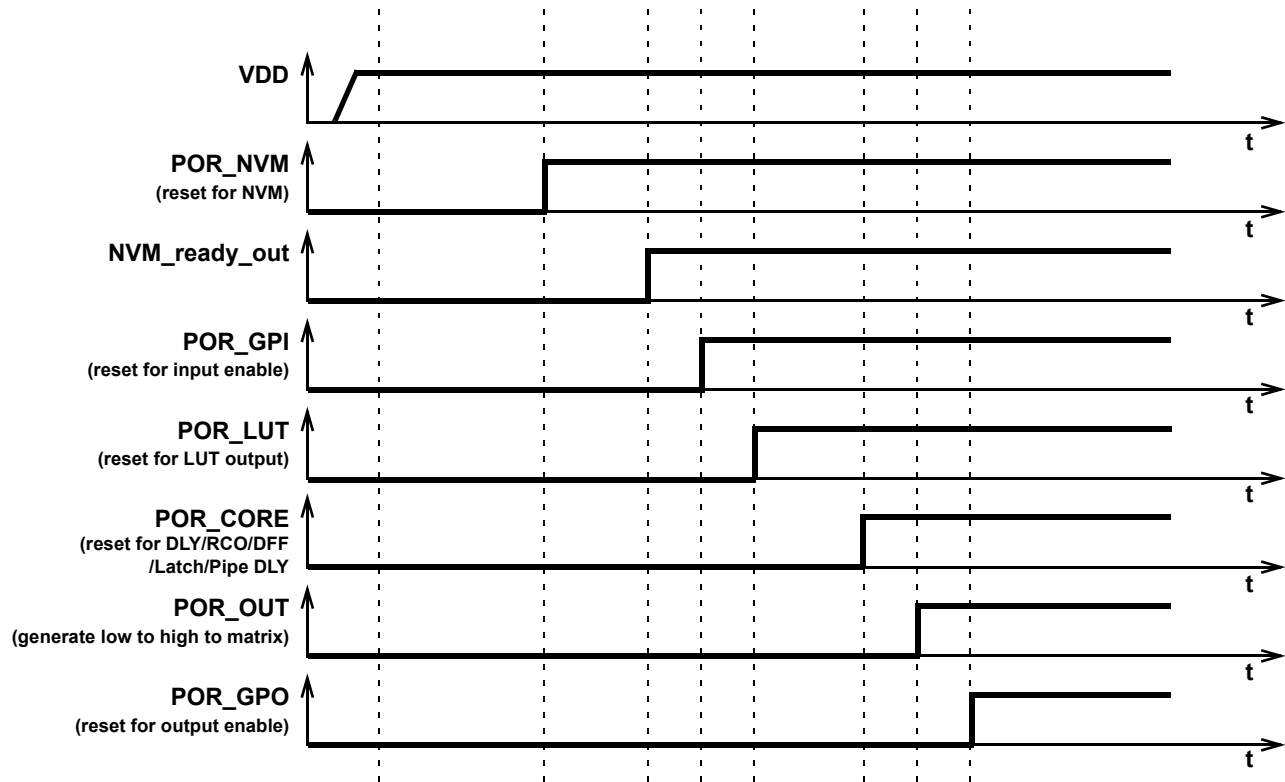 VDD
t
POR_NVM
(reset for NVM)
t
NVM_ready_out
t
POR_GPI
(reset for input enable)
t
POR_LUT
(reset for LUT output)
t
POR_CORE
(reset for DLY/RCO/DFF
/Latch/Pipe DLY
t
POR_OUT
(generate low to high to matrix)
t
POR_GPO
(reset for output enable)
t